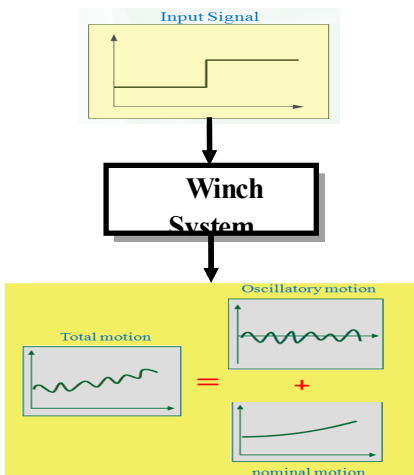 Input Signal
Winch
System
Oscillatory motion
Total motion
=
+
nominal motion